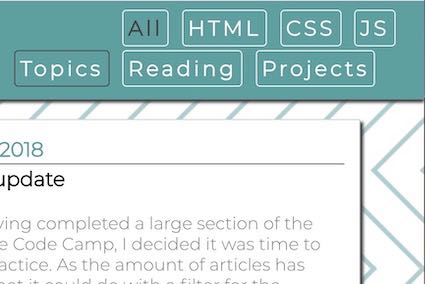 All HTML CSS JS
Topics Reading Projects
2018
update
ving completed a large section of the
e Code Camp, I decided it was time to
actice. As the amount of articles has
it could do with a filter for the